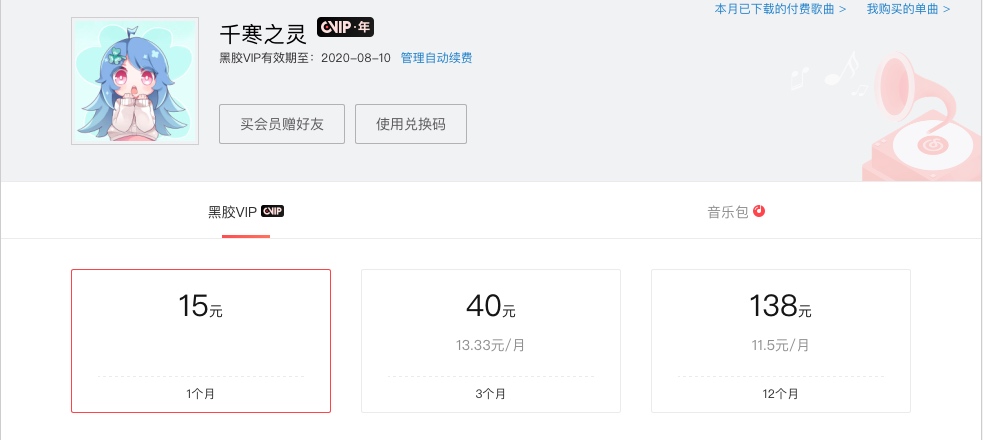 本月已下载的付费歌曲 > 我购买的单曲 >
千寒之灵 VIP·年
黑胶VIP有效期至：2020-08-10 管理自动续费
买会员赠好友 使用兑换码
黑胶VIP VIP 音乐包
15元 40元 138元
13.33元/月 11.5元/月
1个月 3个月 12个月